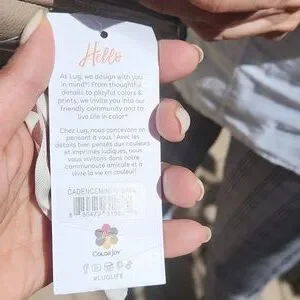 Hello
At Lug, we design with you
in mind®! From thoughtful
details to playful colors &
prints, we invite you into our
friendly community and to
live life in color®
Chez Lug, nous concevons en
pensant à vous ! Avec des
détails bien pensés aux couleurs
et imprimés ludiques, nous
vous invitons dans notre
communauté amicale et à
vivre la vie en couleur!
COLOR JOY
#LUGLIFE